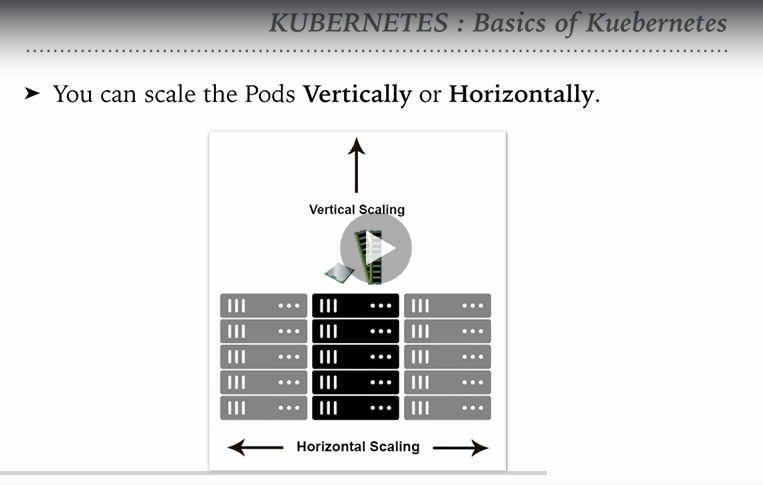 KUBERNETES : Basics of Kuebernetes
➤ You can scale the Pods Vertically or Horizontally.
Vertical Scaling
Horizontal Scaling